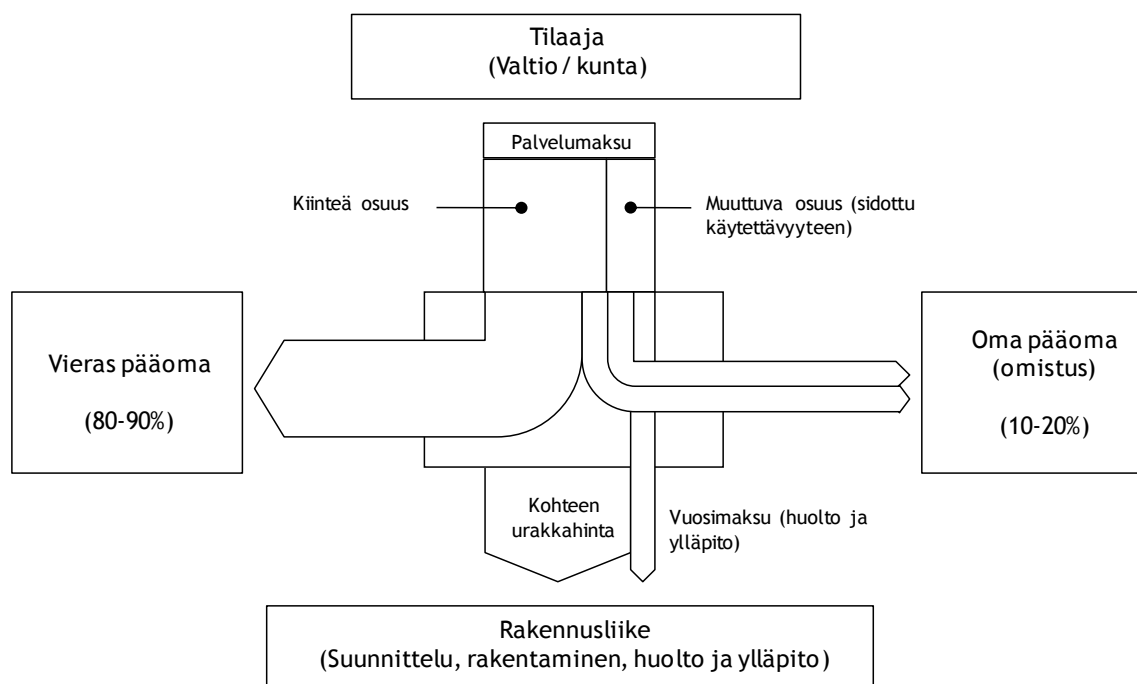 Tilaaja
(Valtio / kunta)
Palvelumaksu
Kiinteä osuus
Muuttuva osuus (sidottu
käytettävyyteen)
Vieras pääoma
(80-90%)
Oma pääoma
(omistus)
(10-20%)
Kohteen
urakkahinta
Vuosimaksu (huolto ja
ylläpito)
Rakennusliike
(Suunnittelu, rakentaminen, huolto ja ylläpito)